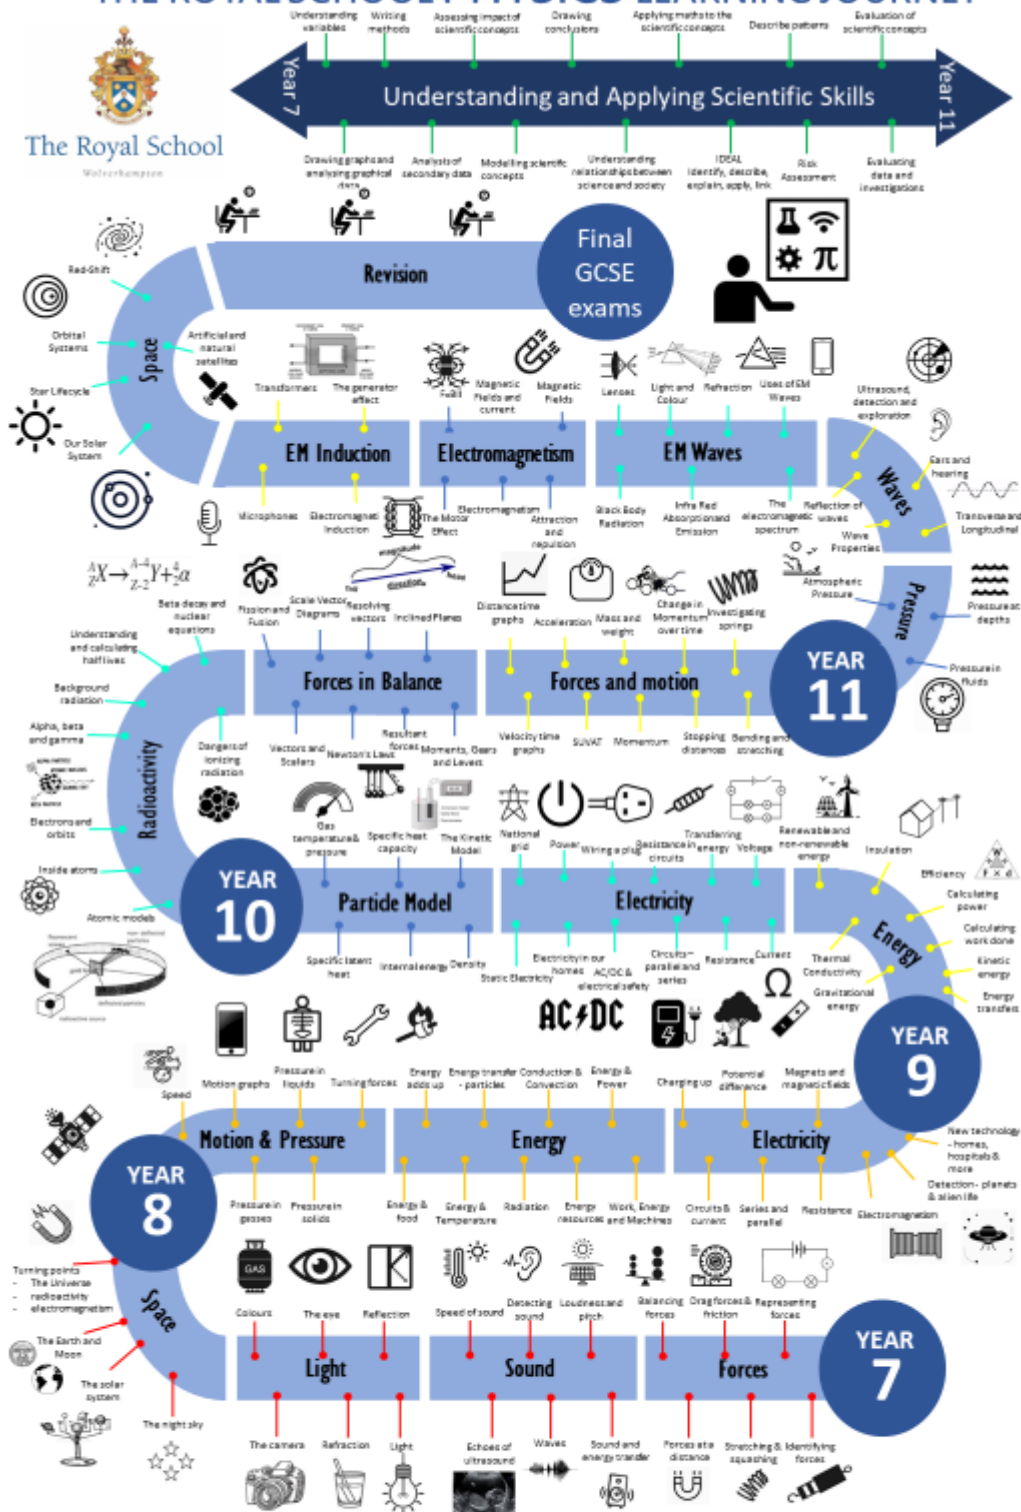 THE ROYAL SCHOOL PHYSICS LEARNING JOURNEY
The Royal School
Wolverhampton
Understanding
variables
Writing
methods
Assessing impact of
scientific concepts
Drawing
conclusions
Applying maths to the
scientific concepts
Describe patterns
Evaluation of
scientific concepts
Year 7
Understanding and Applying Scientific Skills
Year 11
Drawing graphs and
analysing graphical
data
Analysis of
secondary data
Modelling scientific
concepts
Understanding
relationships between
science and society
IDEAL
Identify, describe,
explain, apply, link
Risk
Assessment
Evaluating
data and
investigations
Revision
Final
GCSE
exams
π
Red-Shift
Orbital
Systems
Artificial and
natural
satellites
Star Lifecycle
Our Solar
System
Space
Transformers
The generator
effect
EM Induction
Microphones
Electromagneti
Induction
F=BIl
Magnetic
Fields and
current
Magnetic
Fields
Electromagnetism
The Motor
Effect
Electromagnetism
Attraction
and
repulsion
Lenses
Light and
Colour
Refraction
Uses of EM
Waves
EM Waves
Black Body
Radiation
Infra Red
Absorption and
Emission
The
electromagnetic
spectrum
Ultrasound,
detection and
exploration
Ears and
hearing
Waves
Transverse and
Longitudinal
Reflection of
waves
Wave
Properties
Atmospheric
Pressure
Pressure
Pressure at
depths
Pressure in
fluids
YEAR
11
Distance time
graphs
Acceleration
Mass and
weight
Change in
Momentum
over time
Investigating
springs
Forces and motion
Velocity time
graphs
SUVAT
Momentum
Stopping
distances
Bending and
stretching
magnitude
direction
head
Fission and
Fusion
Scale Vector
Diagrams
Resolving
vectors
Inclined Planes
Forces in Balance
Vectors and
Scalers
Newton's Laws
Resultant
forces
Moments, Gears
and Levers
A Z X → A-4 Z-2 Y + 4 2 α
Beta decay and
nuclear
equations
Understanding
and calculating
half lives
Background
radiation
Alpha, beta
and gamma
Dangers of
ionizing
radiation
Radioactivity
Electrons and
orbits
Inside atoms
Atomic models
YEAR
10
Gas
temperature &
pressure
Specific heat
capacity
The Kinetic
Model
Particle Model
Specific latent
heat
Internal energy
Density
National
grid
Power
Wiring a plug
Resistance in
circuits
Transferring
energy
Voltage
Electricity
Static Electricity
Electricity in our
homes
AC/DC &
electrical safety
Circuits –
parallel and
series
Resistance
Current
AC DC
Ω
Renewable and
non-renewable
energy
Insulation
Efficiency
W
F x d
Calculating
power
Calculating
work done
Kinetic
energy
Energy
transfers
Energy
Thermal
Conductivity
Gravitational
energy
YEAR
9
Charging up
Potential
difference
Magnets and
magnetic fields
Electricity
New technology
- homes,
hospitals &
more
Detection - planets
& alien life
Circuits &
current
Series and
parallel
Resistance
Electromagnetism
Energy
adds up
Energy transfer
- particles
Conduction &
Convection
Energy &
Power
Energy
Energy &
food
Energy &
Temperature
Radiation
Energy
resources
Work, Energy
and Machines
Speed
Motion graphs
Pressure in
liquids
Turning forces
Motion & Pressure
Pressure in
gasses
Pressure in
solids
YEAR
8
Turning points
- The Universe
- radioactivity
- electromagnetism
The Earth and
Moon
The solar
system
The night sky
Space
GAS
Colours
The eye
Reflection
Light
The camera
Refraction
Light
Speed of sound
Detecting
sound
Loudness and
pitch
Sound
Echoes of
ultrasound
Waves
Sound and
energy transfer
Balancing
forces
Drag forces &
friction
Representing
forces
Forces
Forces at a
distance
Stretching &
squashing
Identifying
forces
YEAR
7